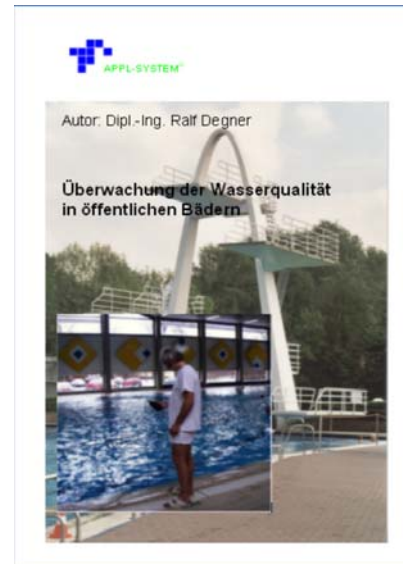 APPL-SYSTEM
Autor: Dipl.-Ing. Ralf Degner
Überwachung der Wasserqualität
in öffentlichen Bädern